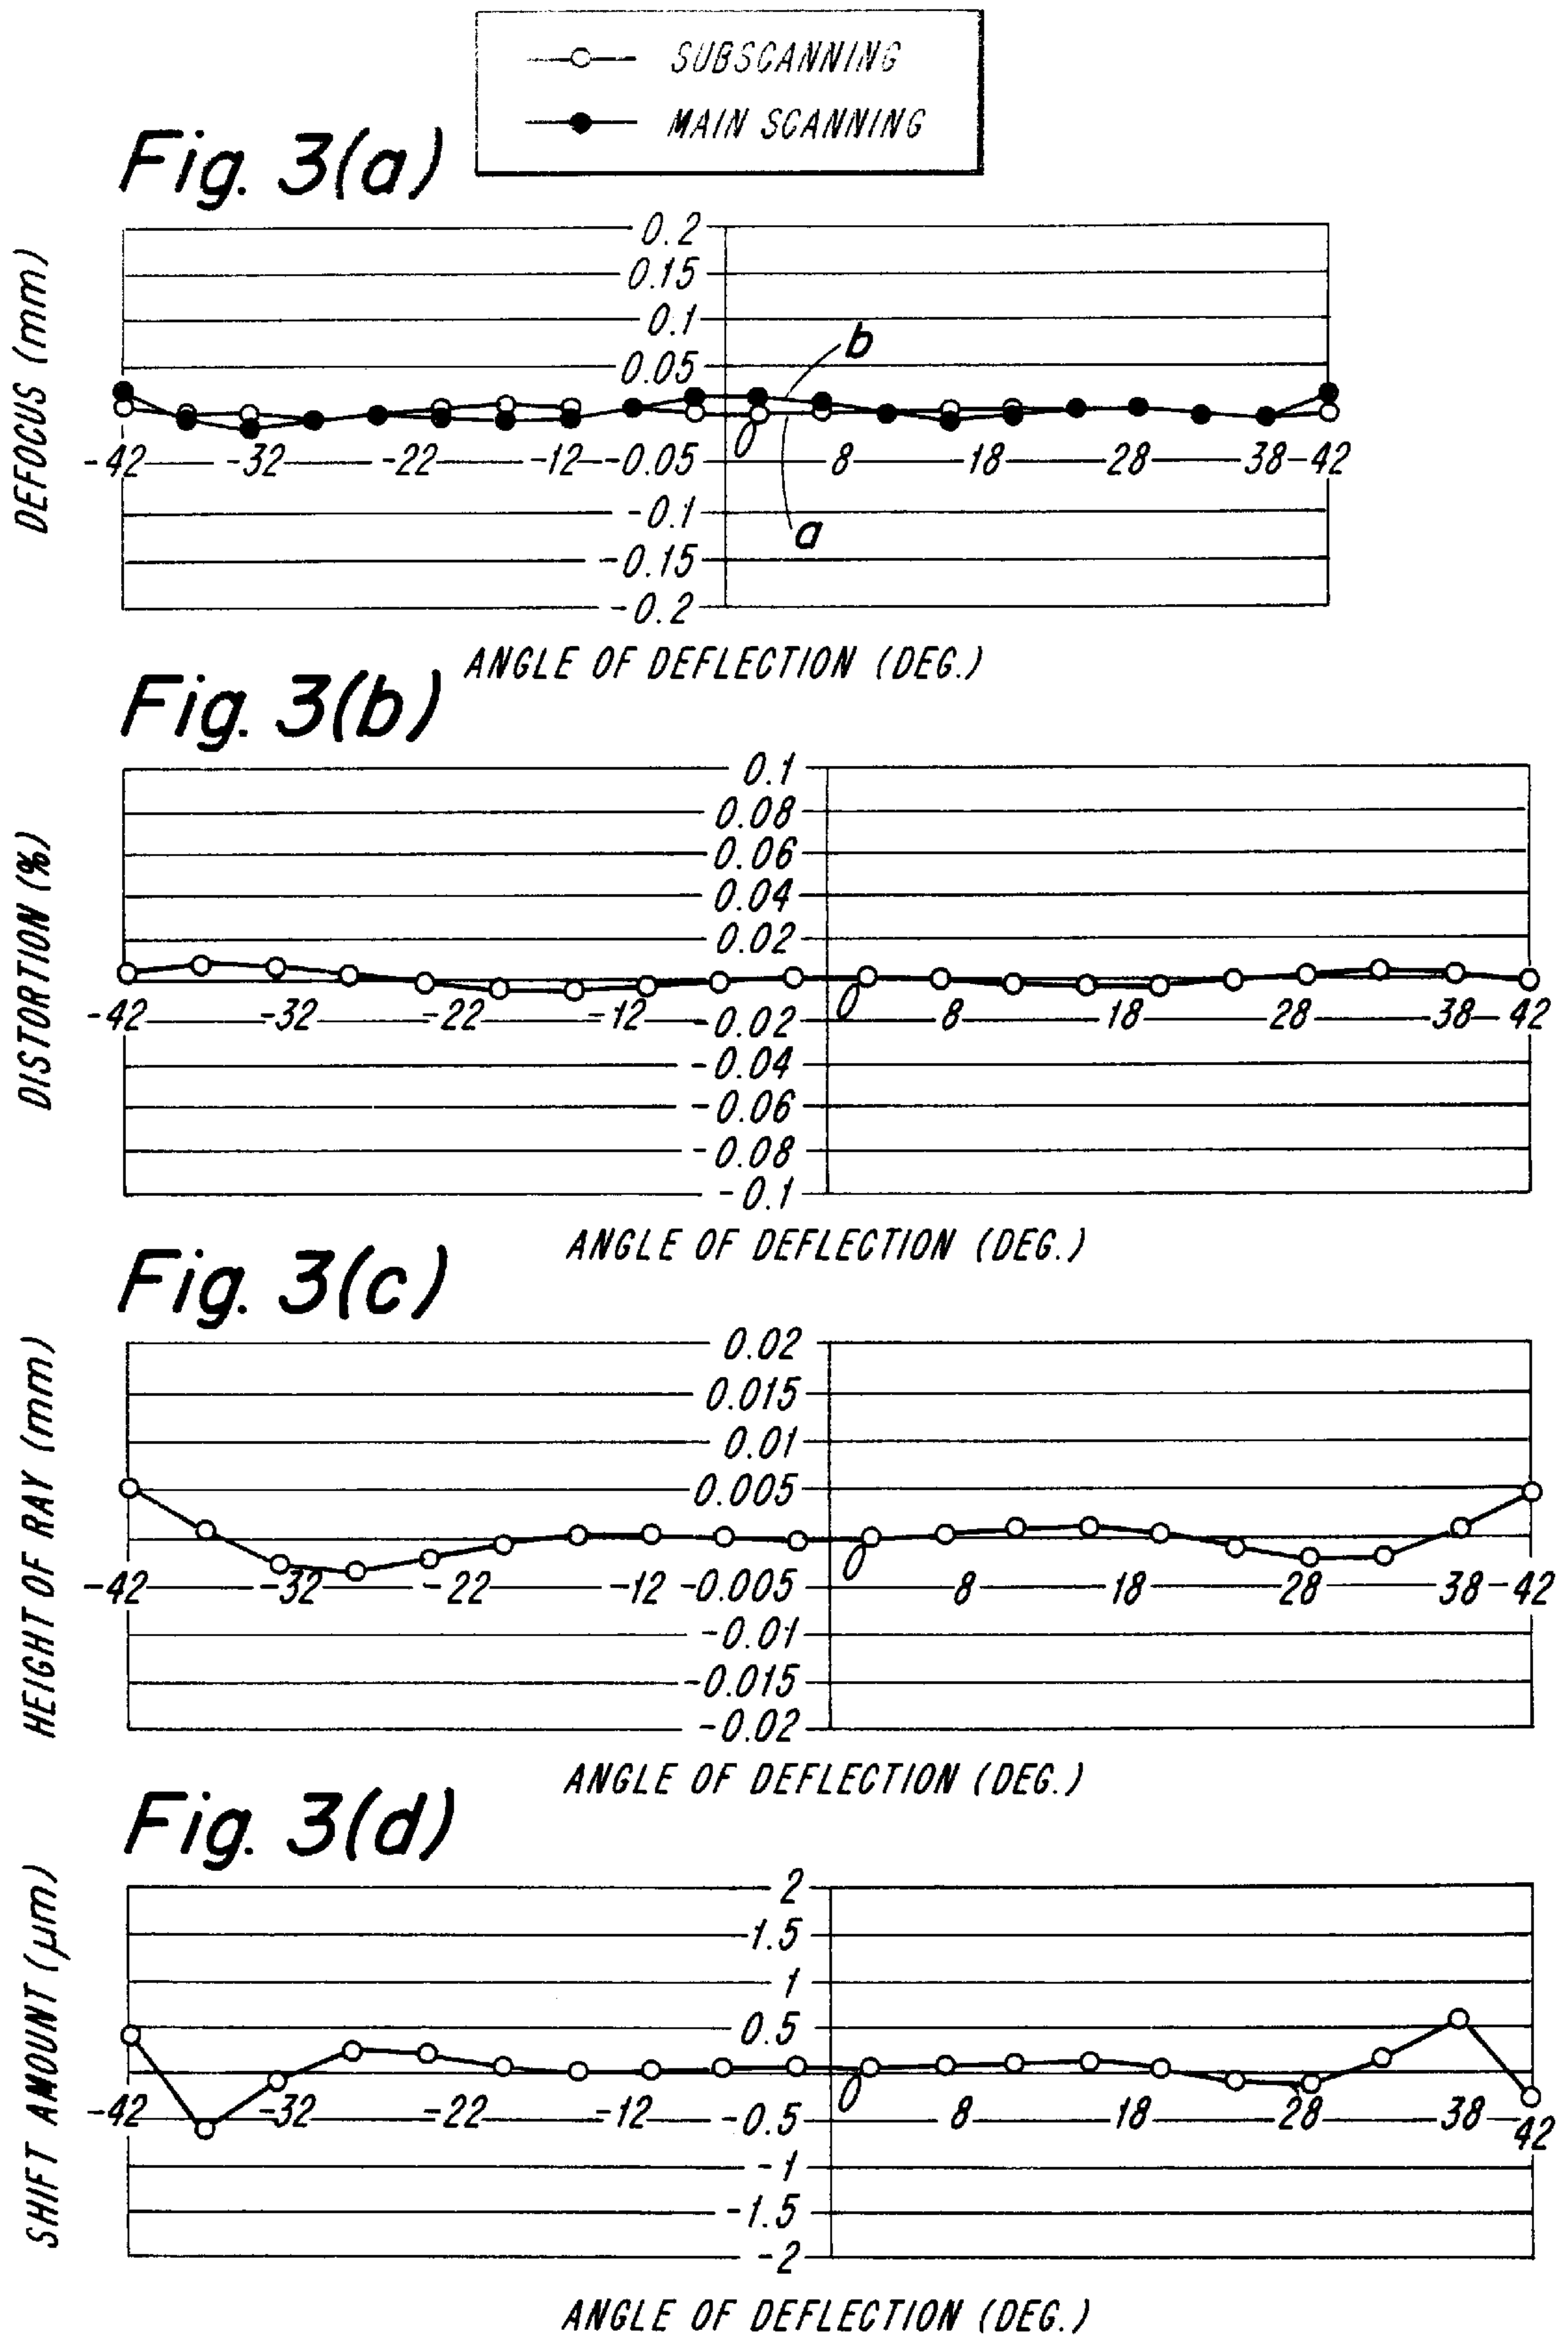 SUBSCANNING
MAIN SCANNING
Fig. 3(a)
DEFOCUS (mm)
0.2
0.15
0.1
b
0.05
0
-42 -32 -22 -12 -0.05 8 18 28 38 42
-0.1
a
-0.15
-0.2
ANGLE OF DEFLECTION (DEG.)
Fig. 3(b)
DISTORTION (%)
0.1
0.08
0.06
0.04
0.02
-42 -32 -22 -12 -0.02 0 8 18 28 38 42
-0.04
-0.06
-0.08
-0.1
ANGLE OF DEFLECTION (DEG.)
Fig. 3(c)
HEIGHT OF RAY (mm)
0.02
0.015
0.01
0.005
0
-42 -32 -22 -12 -0.005 8 18 28 38 42
-0.01
-0.015
-0.02
ANGLE OF DEFLECTION (DEG.)
Fig. 3(d)
SHIFT AMOUNT (μm)
2
1.5
1
0.5
0
-42 -32 -22 -12 -0.5 8 18 28 38 42
-1
-1.5
-2
ANGLE OF DEFLECTION (DEG.)